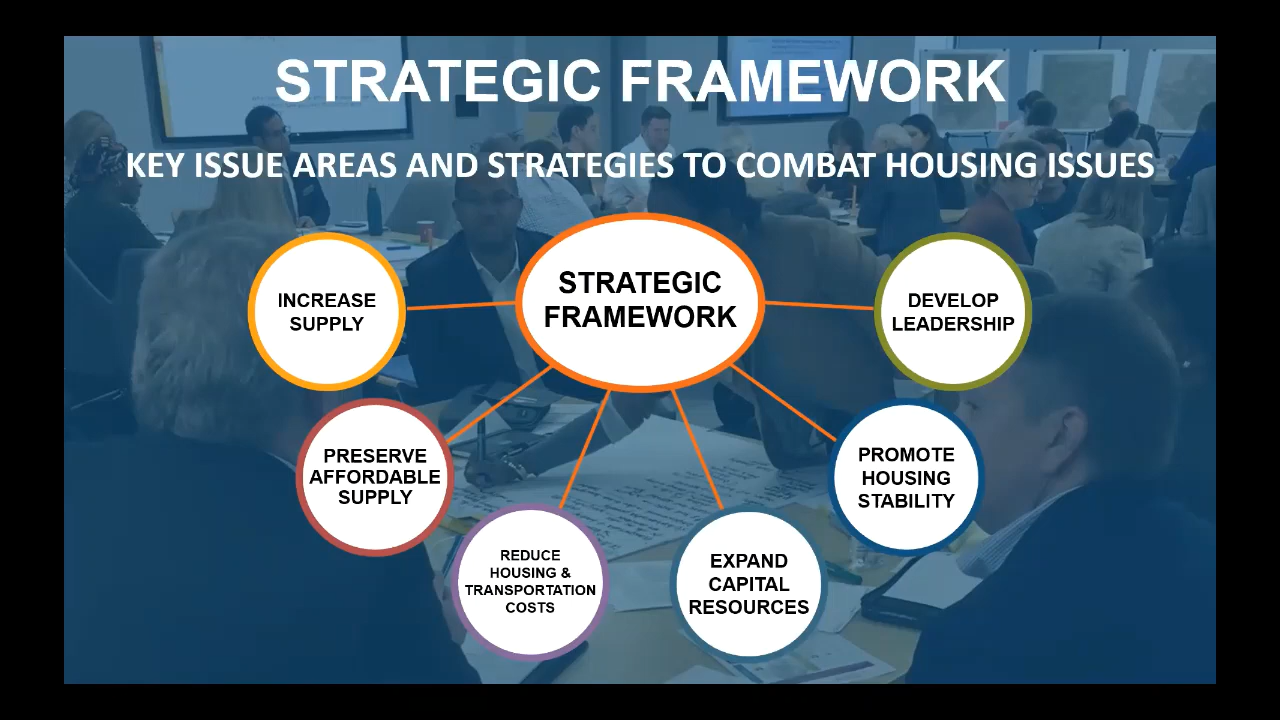 STRATEGIC FRAMEWORK
KEY ISSUE AREAS AND STRATEGIES TO COMBAT HOUSING ISSUES
STRATEGIC
FRAMEWORK
INCREASE
SUPPLY
DEVELOP
LEADERSHIP
PRESERVE
AFFORDABLE
SUPPLY
PROMOTE
HOUSING
STABILITY
REDUCE
HOUSING &
TRANSPORTATION
COSTS
EXPAND
CAPITAL
RESOURCES